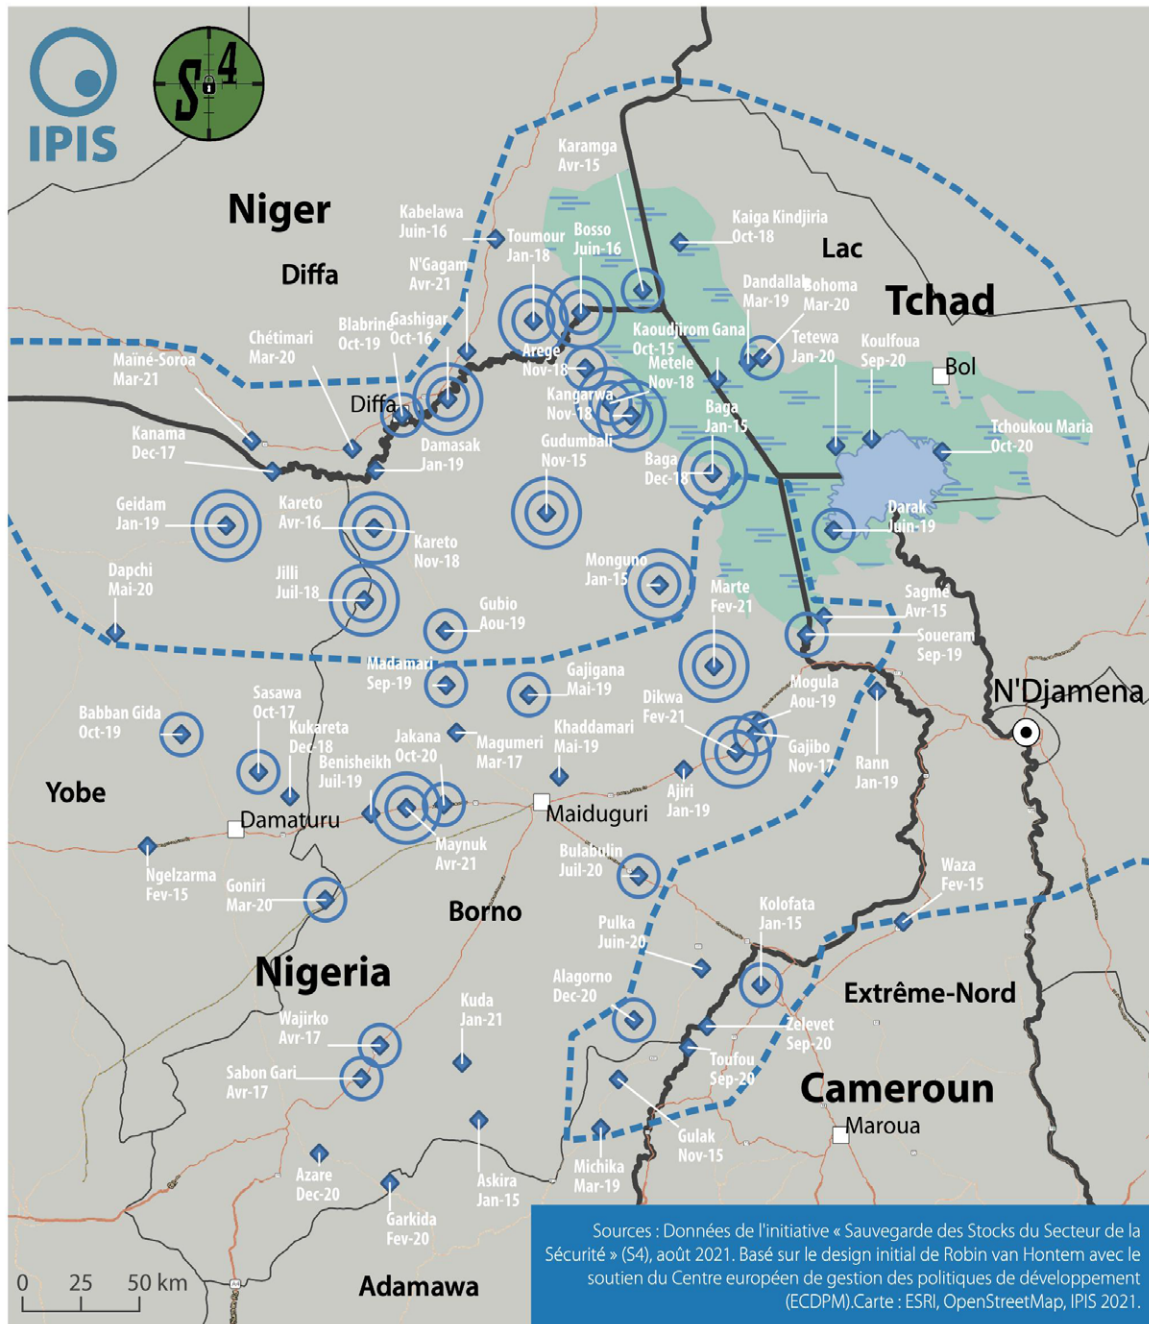 IPIS
S 4
Karamga
Avr-15
Niger
Diffa
Kabelawa
Juin-16
Toumour
Jan-18
Bosso
Juin-16
Kaiga Kindjiria
Oct-18
Lac
Tchad
N'Gagam
Avr-21
Dandallah
Mar-19
Bohoma
Mar-20
Chétimari
Mar-20
Blabrine
Oct-19
Gashigar
Oct-16
Kaoudjirom Gana
Oct-15
Tetewa
Jan-20
Koulfoua
Sep-20
Maïné-Soroa
Mar-21
Arege
Nov-18
Metele
Nov-18
Bol
Diffa
Kangarwa
Nov-18
Baga
Jan-15
Kanama
Dec-17
Damasak
Jan-19
Gudumbali
Nov-15
Baga
Dec-18
Tchoukou Maria
Oct-20
Geidam
Jan-19
Kareto
Avr-16
Kareto
Nov-18
Darak
Juin-19
Dapchi
Mai-20
Jilli
Juil-18
Monguno
Jan-15
Marte
Fev-21
Gubio
Aou-19
Sagmé
Avr-15
Soueram
Sep-19
Madamari
Sep-19
Gajigana
Mai-19
Mogula
Aou-19
N'Djamena
Sasawa
Oct-17
Dikwa
Fev-21
Babban Gida
Oct-19
Kukareta
Dec-18
Jakana
Oct-20
Magumeri
Mar-17
Khaddamari
Mai-19
Gajibo
Nov-17
Rann
Jan-19
Benisheikh
Juil-19
Yobe
Ajiri
Jan-19
Damaturu
Maiduguri
Maynuk
Avr-21
Bulabulin
Juil-20
Ngelzarma
Fev-15
Goniri
Mar-20
Waza
Fev-15
Borno
Kolofata
Jan-15
Pulka
Juin-20
Nigeria
Alagorno
Dec-20
Extrême-Nord
Kuda
Jan-21
Wajirko
Avr-17
Zelevet
Sep-20
Toufou
Sep-20
Sabon Gari
Avr-17
Cameroun
Maroua
Gulak
Nov-15
Azare
Dec-20
Askira
Jan-15
Michika
Mar-19
Garkida
Fev-20
Adamawa
0 25 50 km
Sources : Données de l'initiative « Sauvegarde des Stocks du Secteur de la
Sécurité » (S4), août 2021. Basé sur le design initial de Robin van Hontem avec le
soutien du Centre européen de gestion des politiques de développement
(ECDPM).Carte : ESRI, OpenStreetMap, IPIS 2021.